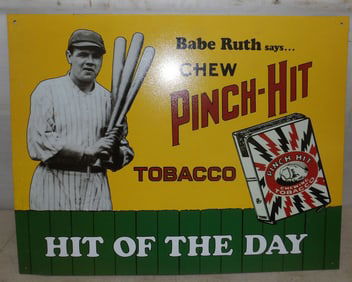 Babe Ruth says...
CHEW
PINCH-HIT
TOBACCO
PINCH-HIT
CHEWING
TOBACCO
HIT OF THE DAY